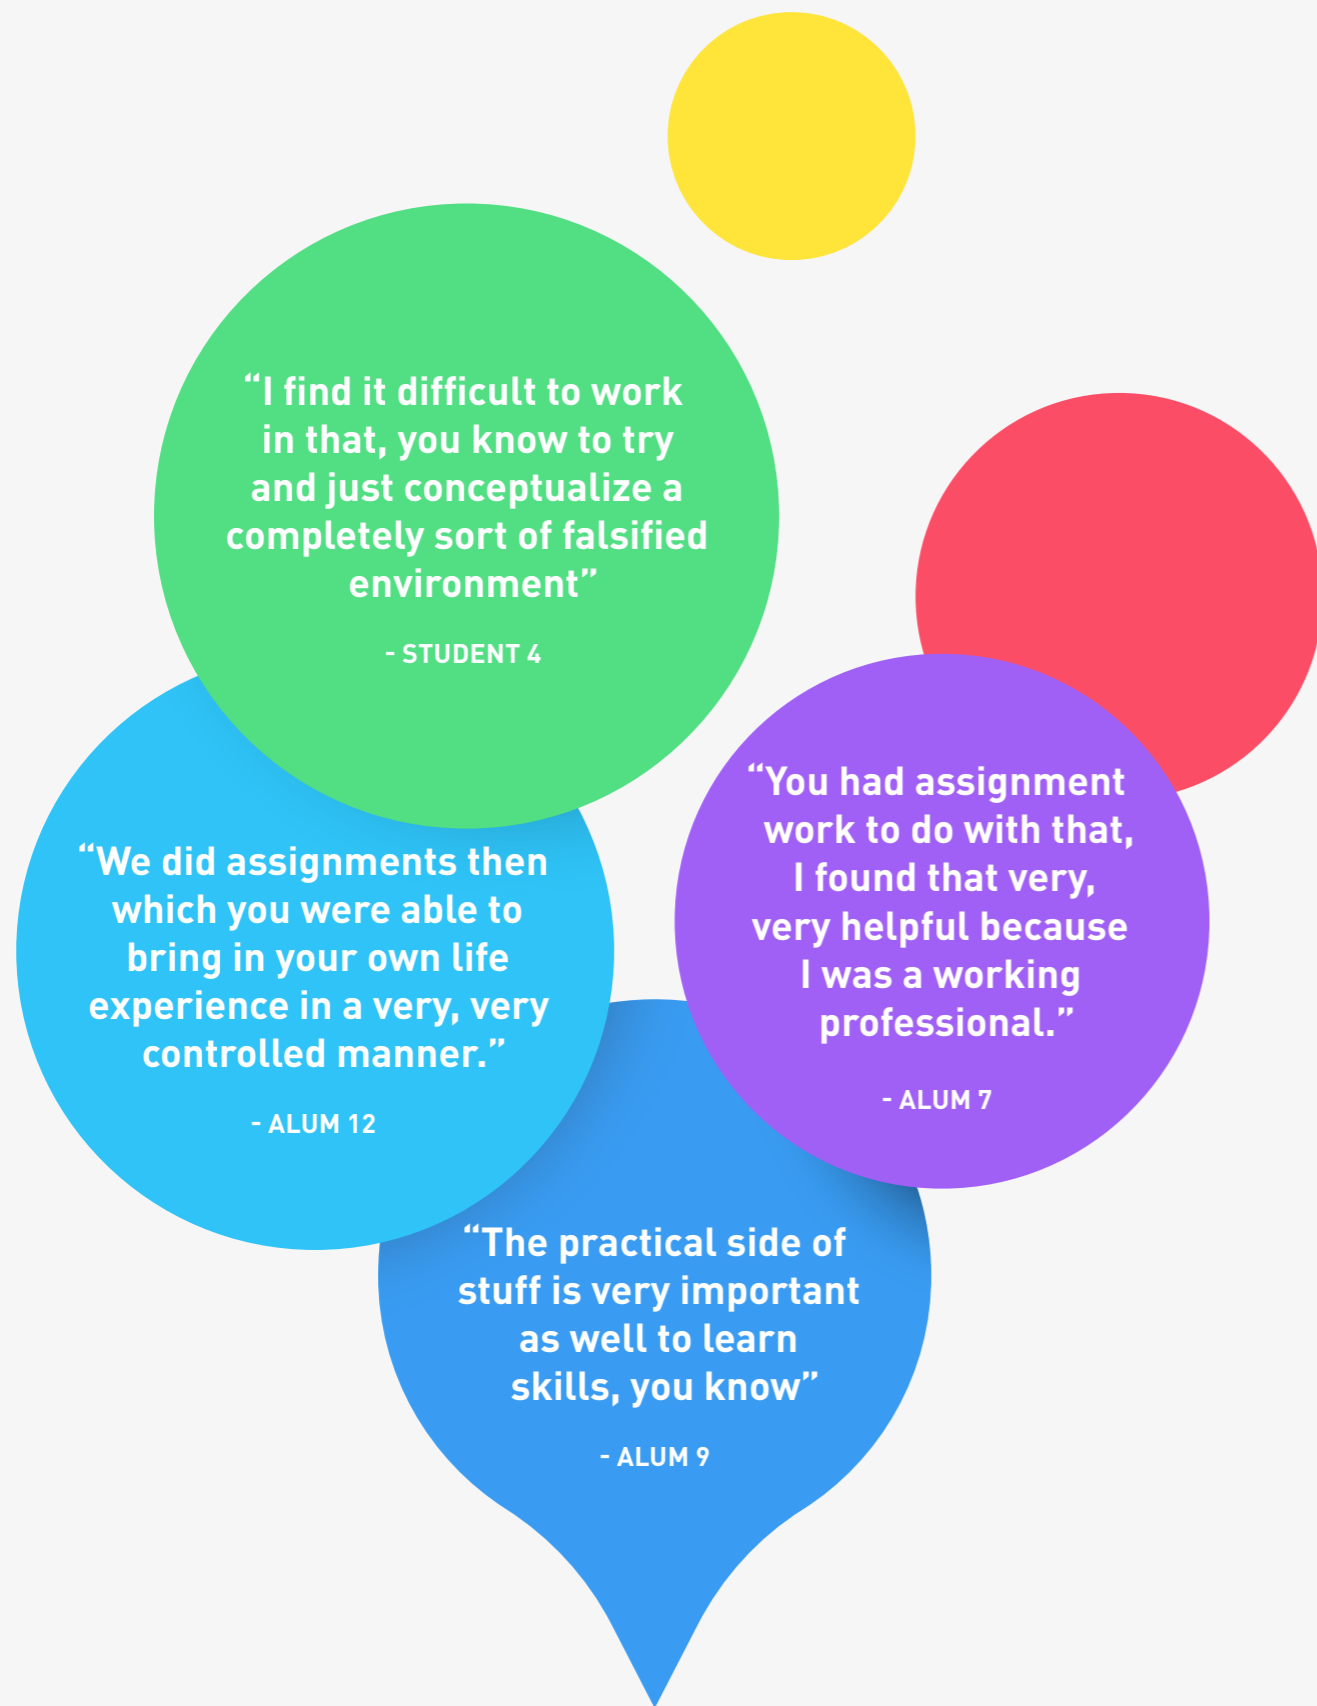 “I find it difficult to work
in that, you know to try
and just conceptualize a
completely sort of falsified
environment”
- STUDENT 4
“You had assignment
work to do with that,
I found that very,
very helpful because
I was a working
professional.”
- ALUM 7
“We did assignments then
which you were able to
bring in your own life
experience in a very, very
controlled manner.”
- ALUM 12
“The practical side of
stuff is very important
as well to learn
skills, you know”
- ALUM 9